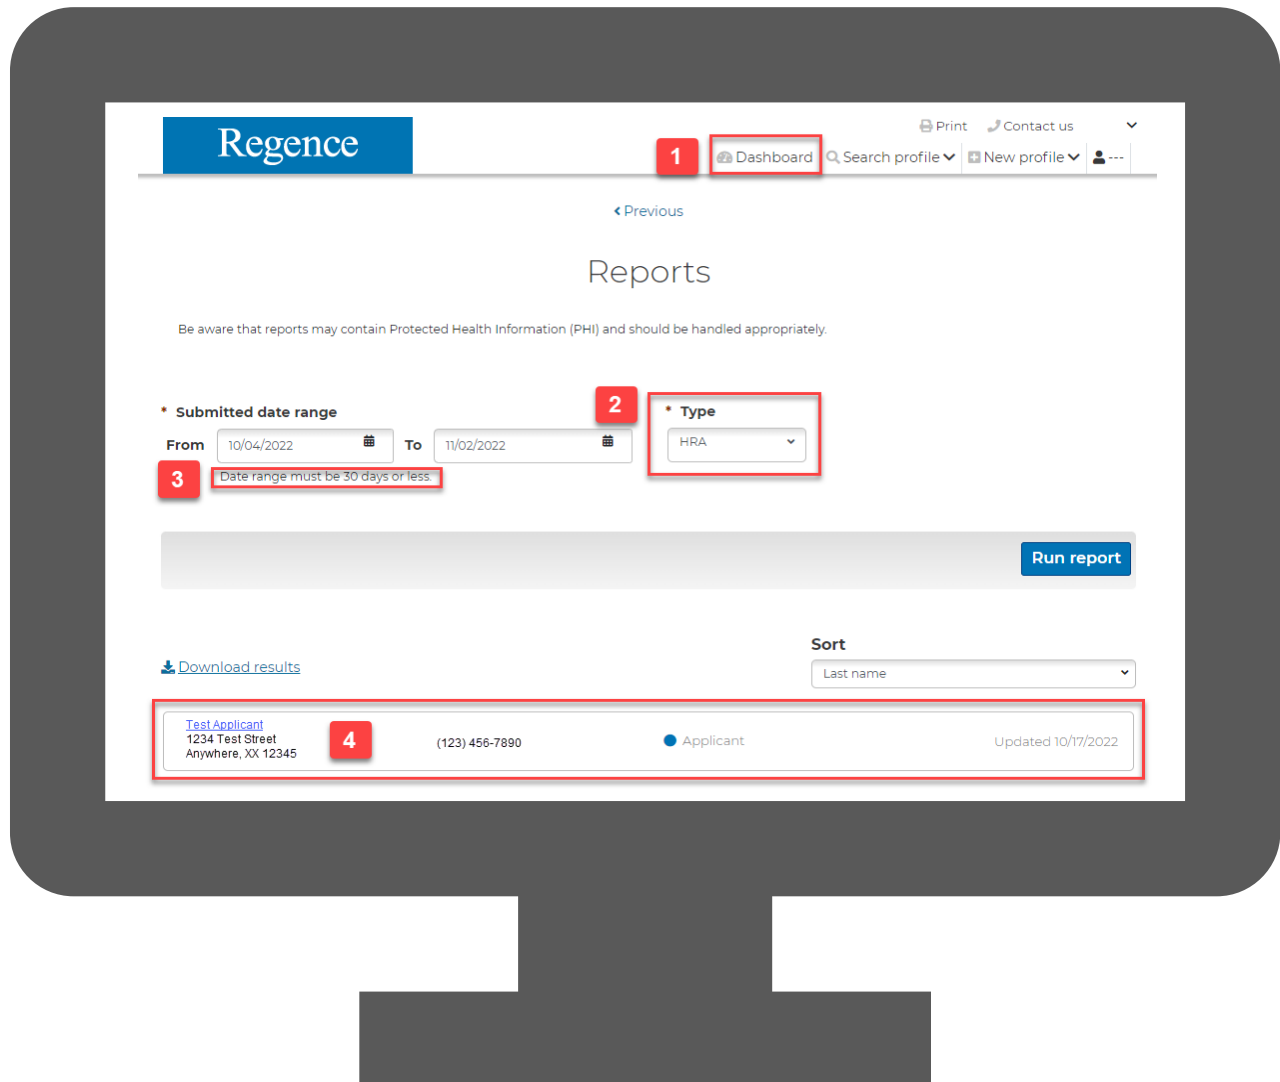 Regence
Print Contact us
1 Dashboard Search profile New profile ---
Previous
Reports
Be aware that reports may contain Protected Health Information (PHI) and should be handled appropriately.
* Submitted date range 2 * Type
From 10/04/2022 To 11/02/2022 HRA
3 Date range must be 30 days or less.
Run report
Sort
Download results Last name
Test Applicant
1234 Test Street 4 (123) 456-7890 Applicant Updated 10/17/2022
Anywhere, XX 12345